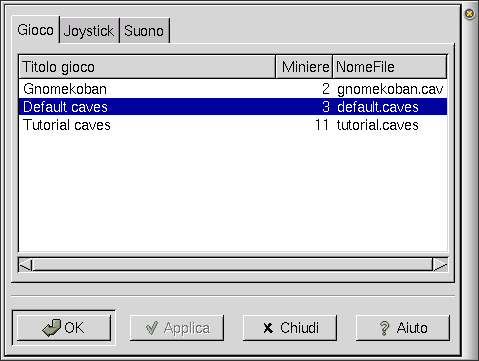 Gioco Joystick Suono
Titolo gioco Miniere NomeFile
Gnomekoban 2 gnomekoban.cav
Default caves 3 default.caves
Tutorial caves 11 tutorial.caves
OK Applica Chiudi ? Aiuto